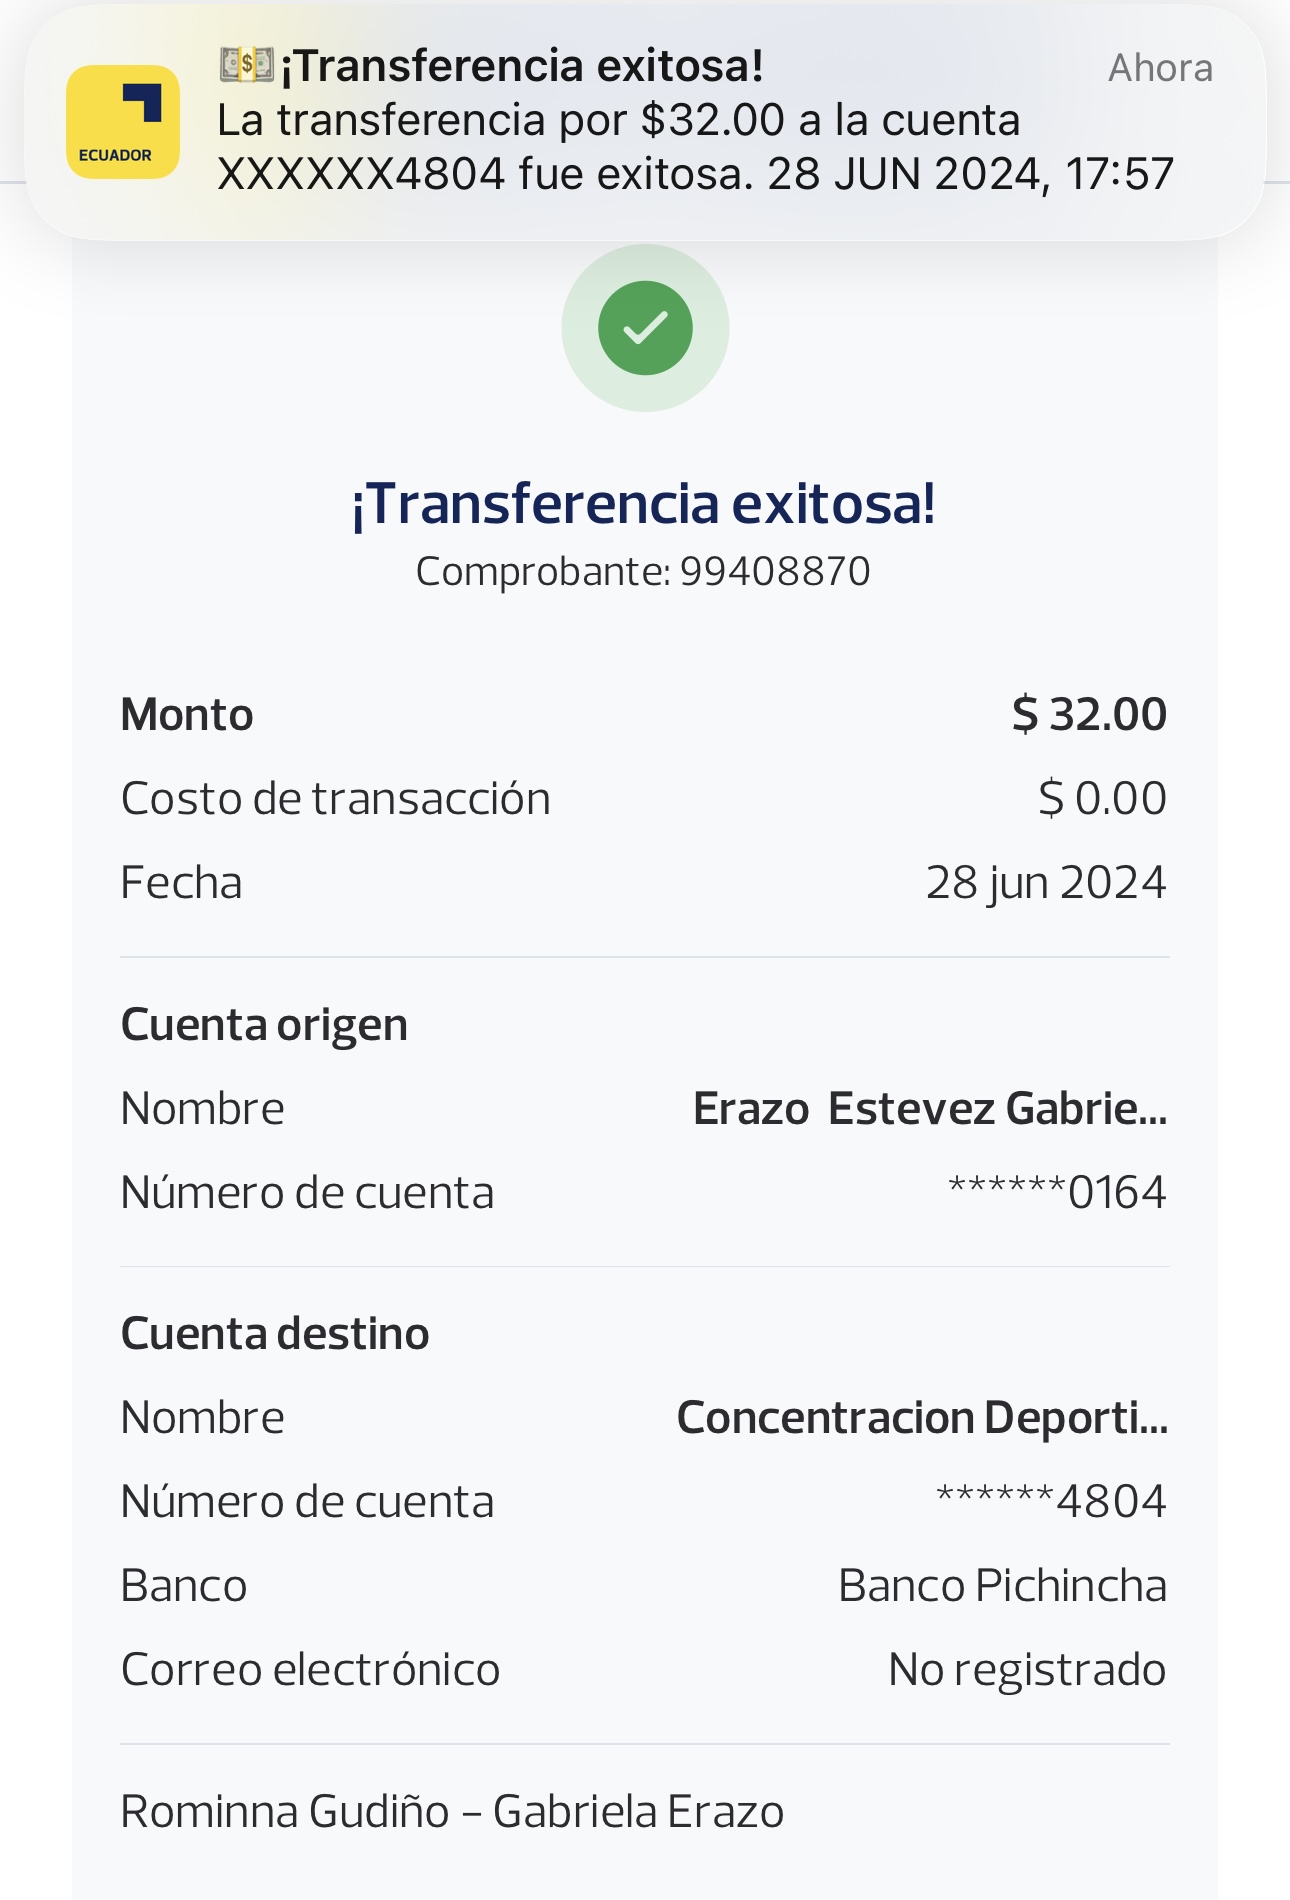 ¡Transferencia exitosa!
Ahora
La transferencia por $32.00 a la cuenta
XXXXXX4804 fue exitosa. 28 JUN 2024, 17:57
ECUADOR
¡Transferencia exitosa!
Comprobante: 99408870
Monto $ 32.00
Costo de transacción $ 0.00
Fecha 28 jun 2024
Cuenta origen
Nombre Erazo Estevez Gabrie...
Número de cuenta ******0164
Cuenta destino
Nombre Concentracion Deporti...
Número de cuenta ******4804
Banco Banco Pichincha
Correo electrónico No registrado
Rominna Gudiño – Gabriela Erazo